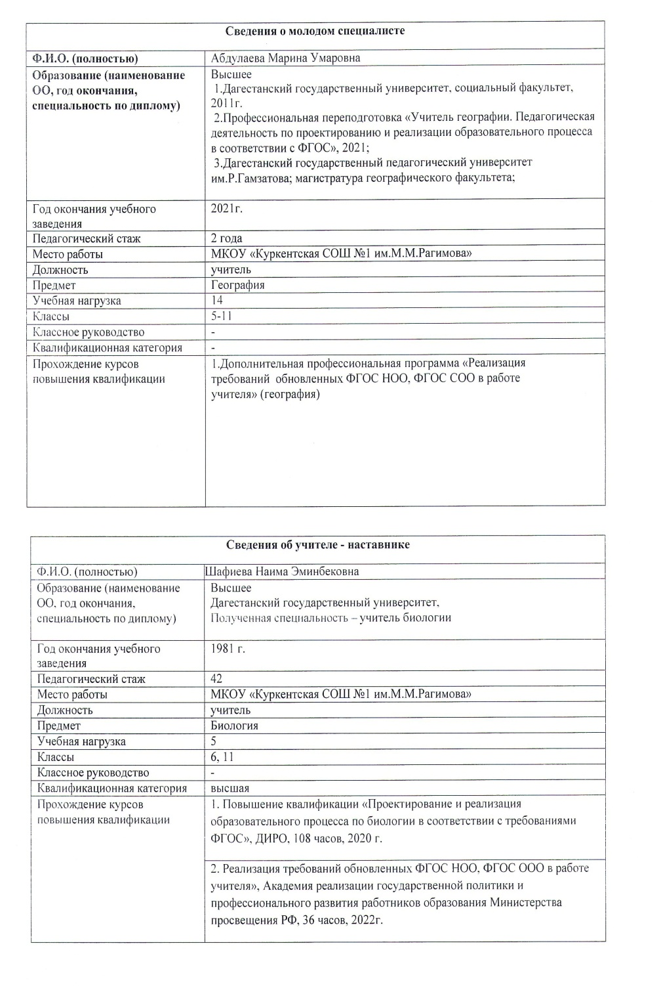 Сведения о молодом специалисте
Ф.И.О. (полностью)
Абдулаева Марина Умаровна
Образование (наименование
ОО, год окончания,
специальность по диплому)
Высшее
1.Дагестанский государственный университет, социальный факультет,
2011г.
2.Профессиональная переподготовка «Учитель географии. Педагогическая
деятельность по проектированию и реализации образовательного процесса
в соответствии с ФГОС», 2021;
3.Дагестанский государственный педагогический университет
им.Р.Гамзатова; магистратура географического факультета;
Год окончания учебного
заведения
2021г.
Педагогический стаж
2 года
Место работы
МКОУ «Куркентская СОШ №1 им.М.М.Рагимова»
Должность
учитель
Предмет
География
Учебная нагрузка
14
Классы
5-11
Классное руководство
-
Квалификационная категория
-
Прохождение курсов
повышения квалификации
1.Дополнительная профессиональная программа «Реализация
требований обновленных ФГОС НОО, ФГОС СОО в работе
учителя» (география)
Сведения об учителе - наставнике
Ф.И.О. (полностью)
Шафиева Наима Эминбековна
Образование (наименование
ОО, год окончания,
специальность по диплому)
Высшее
Дагестанский государственный университет,
Полученная специальность – учитель биологии
Год окончания учебного
заведения
1981 г.
Педагогический стаж
42
Место работы
МКОУ «Куркентская СОШ №1 им.М.М.Рагимова»
Должность
учитель
Предмет
Биология
Учебная нагрузка
5
Классы
6, 11
Классное руководство
-
Квалификационная категория
высшая
Прохождение курсов
повышения квалификации
1. Повышение квалификации «Проектирование и реализация
образовательного процесса по биологии в соответствии с требованиями
ФГОС», ДИРО, 108 часов, 2020 г.
2. Реализация требований обновленных ФГОС НОО, ФГОС ООО в работе
учителя», Академия реализации государственной политики и
профессионального развития работников образования Министерства
просвещения РФ, 36 часов, 2022г.